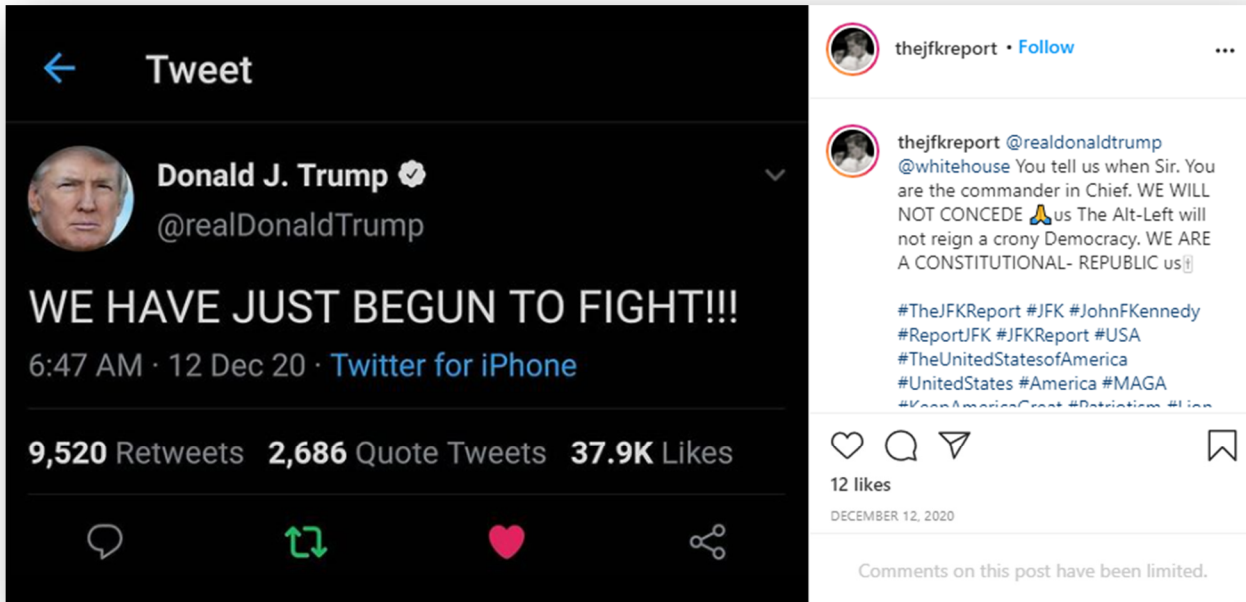 Tweet
Donald J. Trump
@realDonaldTrump
WE HAVE JUST BEGUN TO FIGHT!!!
6:47 AM · 12 Dec 20 · Twitter for iPhone
9,520 Retweets 2,686 Quote Tweets 37.9K Likes
thejfkreport • Follow
thejfkreport @realdonaldtrump
@whitehouse You tell us when Sir. You
are the commander in Chief. WE WILL
NOT CONCEDE 🙏us The Alt-Left will
not reign a crony Democracy. WE ARE
A CONSTITUTIONAL- REPUBLIC us
#TheJFKReport #JFK #JohnFKennedy
#ReportJFK #JFKReport #USA
#TheUnitedStatesofAmerica
#UnitedStates #America #MAGA
#KeepAmericaGreat #Patriotism #Lion
12 likes
DECEMBER 12, 2020
Comments on this post have been limited.